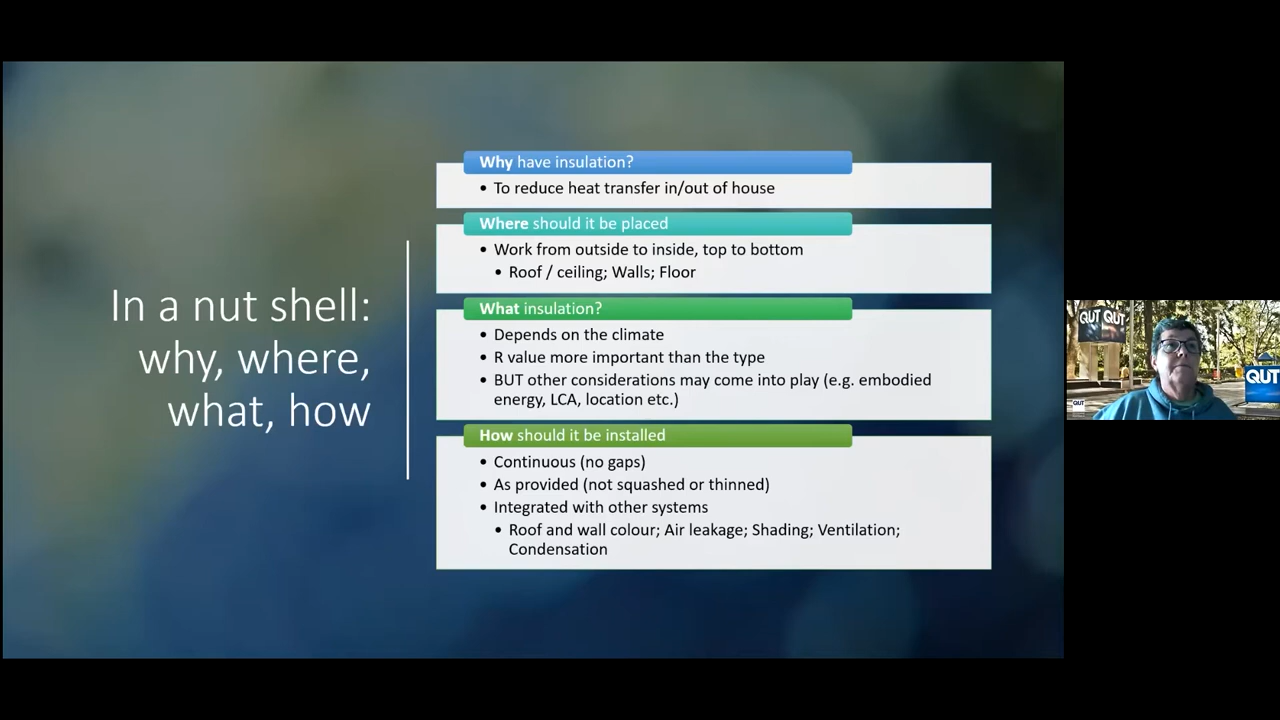 In a nut shell:
why, where,
what, how
Why have insulation?
• To reduce heat transfer in/out of house
Where should it be placed
• Work from outside to inside, top to bottom
• Roof / ceiling; Walls; Floor
What insulation?
• Depends on the climate
• R value more important than the type
• BUT other considerations may come into play (e.g. embodied
energy, LCA, location etc.)
How should it be installed
• Continuous (no gaps)
• As provided (not squashed or thinned)
• Integrated with other systems
• Roof and wall colour; Air leakage; Shading; Ventilation;
Condensation
QUT QUT
QUT
QUT